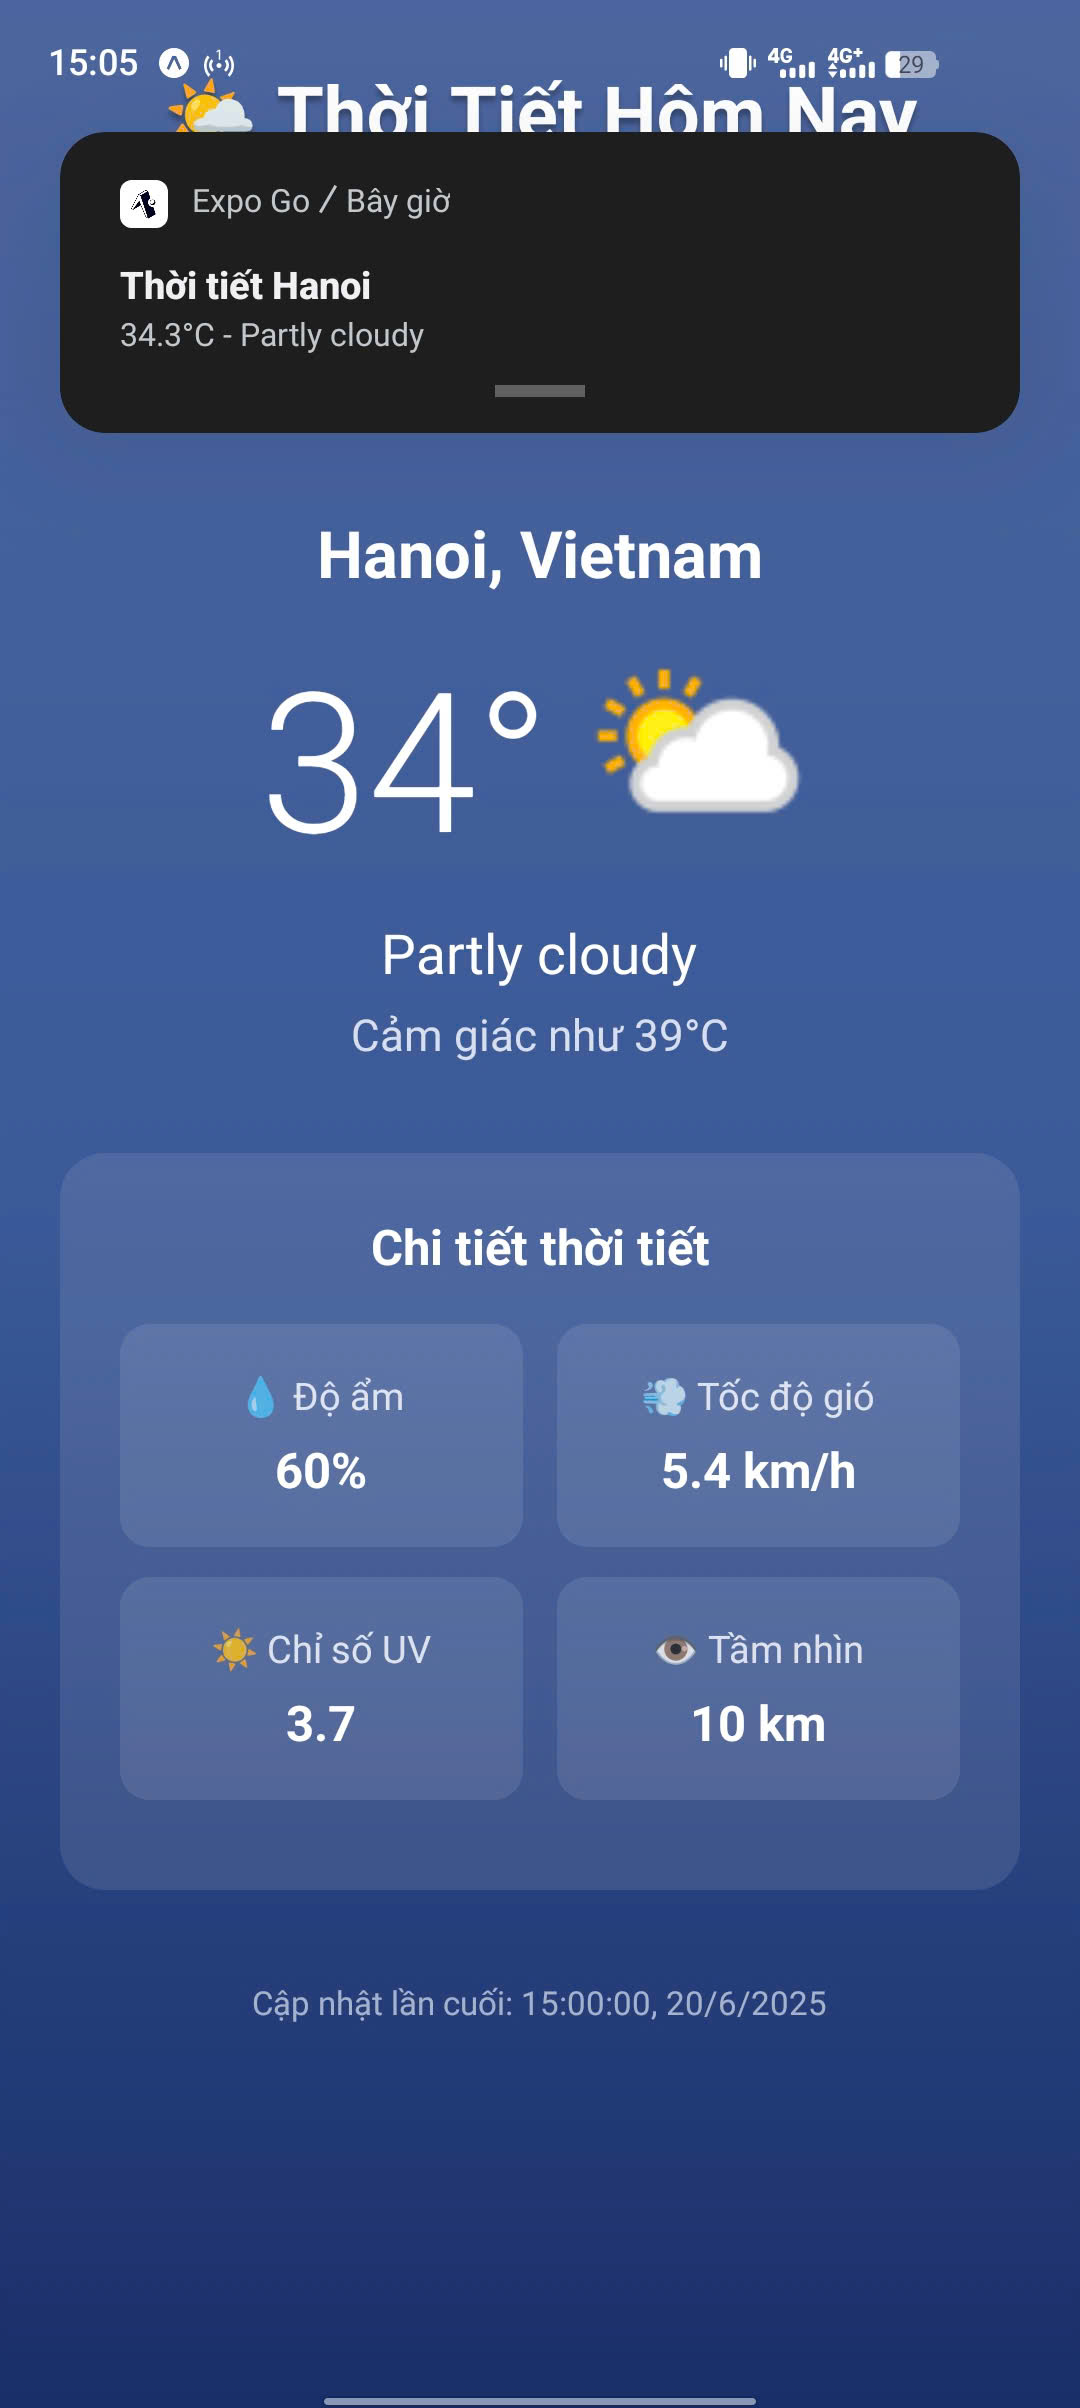 15:05
1
4G
4G+
29
Thời Tiết Hôm Nay
Expo Go / Bây giờ
Thời tiết Hanoi
34.3°C - Partly cloudy
Hanoi, Vietnam
34°
Partly cloudy
Cảm giác như 39°C
Chi tiết thời tiết
Độ ẩm
Tốc độ gió
60%
5.4 km/h
Chỉ số UV
Tầm nhìn
3.7
10 km
Cập nhật lần cuối: 15:00:00, 20/6/2025